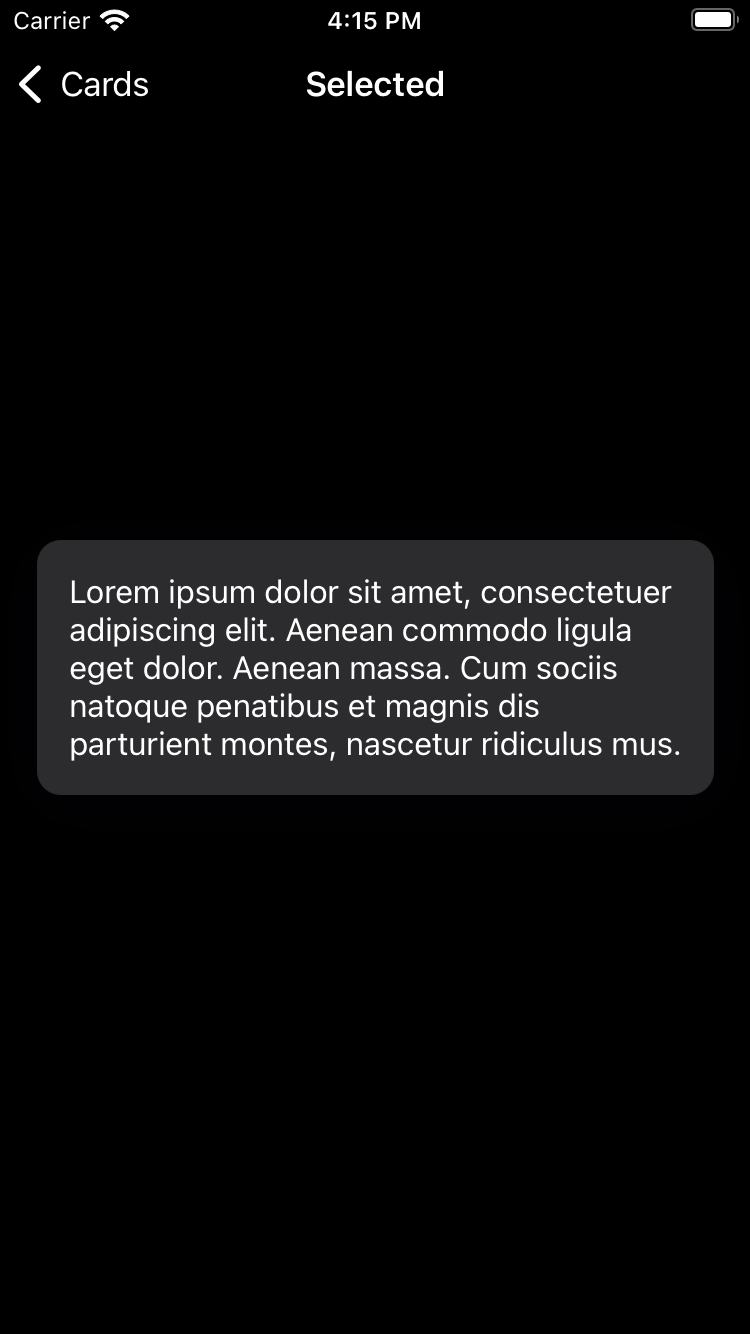 Carrier
4:15 PM
Cards
Selected
Lorem ipsum dolor sit amet, consectetuer
adipiscing elit. Aenean commodo ligula
eget dolor. Aenean massa. Cum sociis
natoque penatibus et magnis dis
parturient montes, nascetur ridiculus mus.